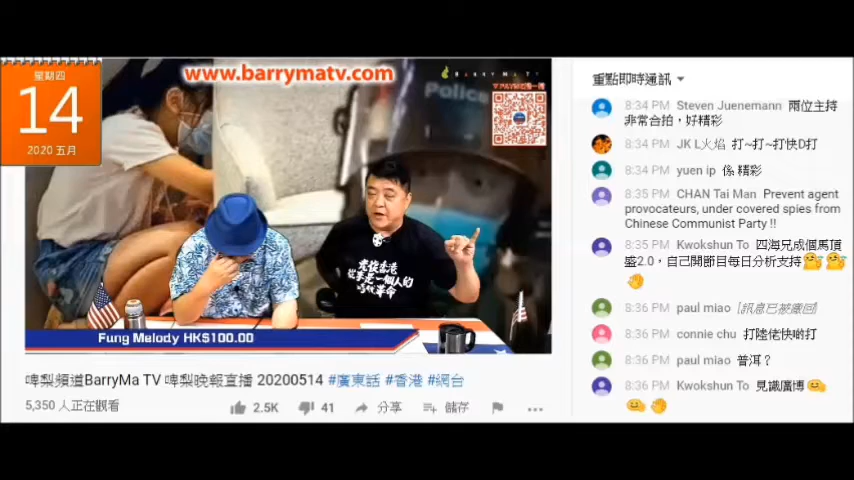 星期四
14
2020 五月
www.barrymatv.com
BARRYMA TV
Police
Fung Melody HK$100.00
啤梨頻道BarryMa TV 啤梨晚報直播 20200514 #廣東話 #香港 #網台
5,350 人正在觀看
2.5K
41
分享
儲存
重點即時通訊
8:34 PM Steven Juenemann 兩位主持
非常合拍，好精彩
8:34 PM JK L火焰 打~打~打快D打
8:34 PM yuen ip 係 精彩
8:35 PM CHAN Tai Man Prevent agent
provocateurs, under covered spies from
Chinese Communist Party !!
8:35 PM Kwokshun To 四海兄成個馬頂
盛2.0，自己開節目每日分析支持🤗🤗
👏
8:36 PM paul miao [訊息已被撤回]
8:36 PM connie chu 打陸佬快啲打
8:36 PM paul miao 普洱？
8:36 PM Kwokshun To 見識廣博😊
😊👏